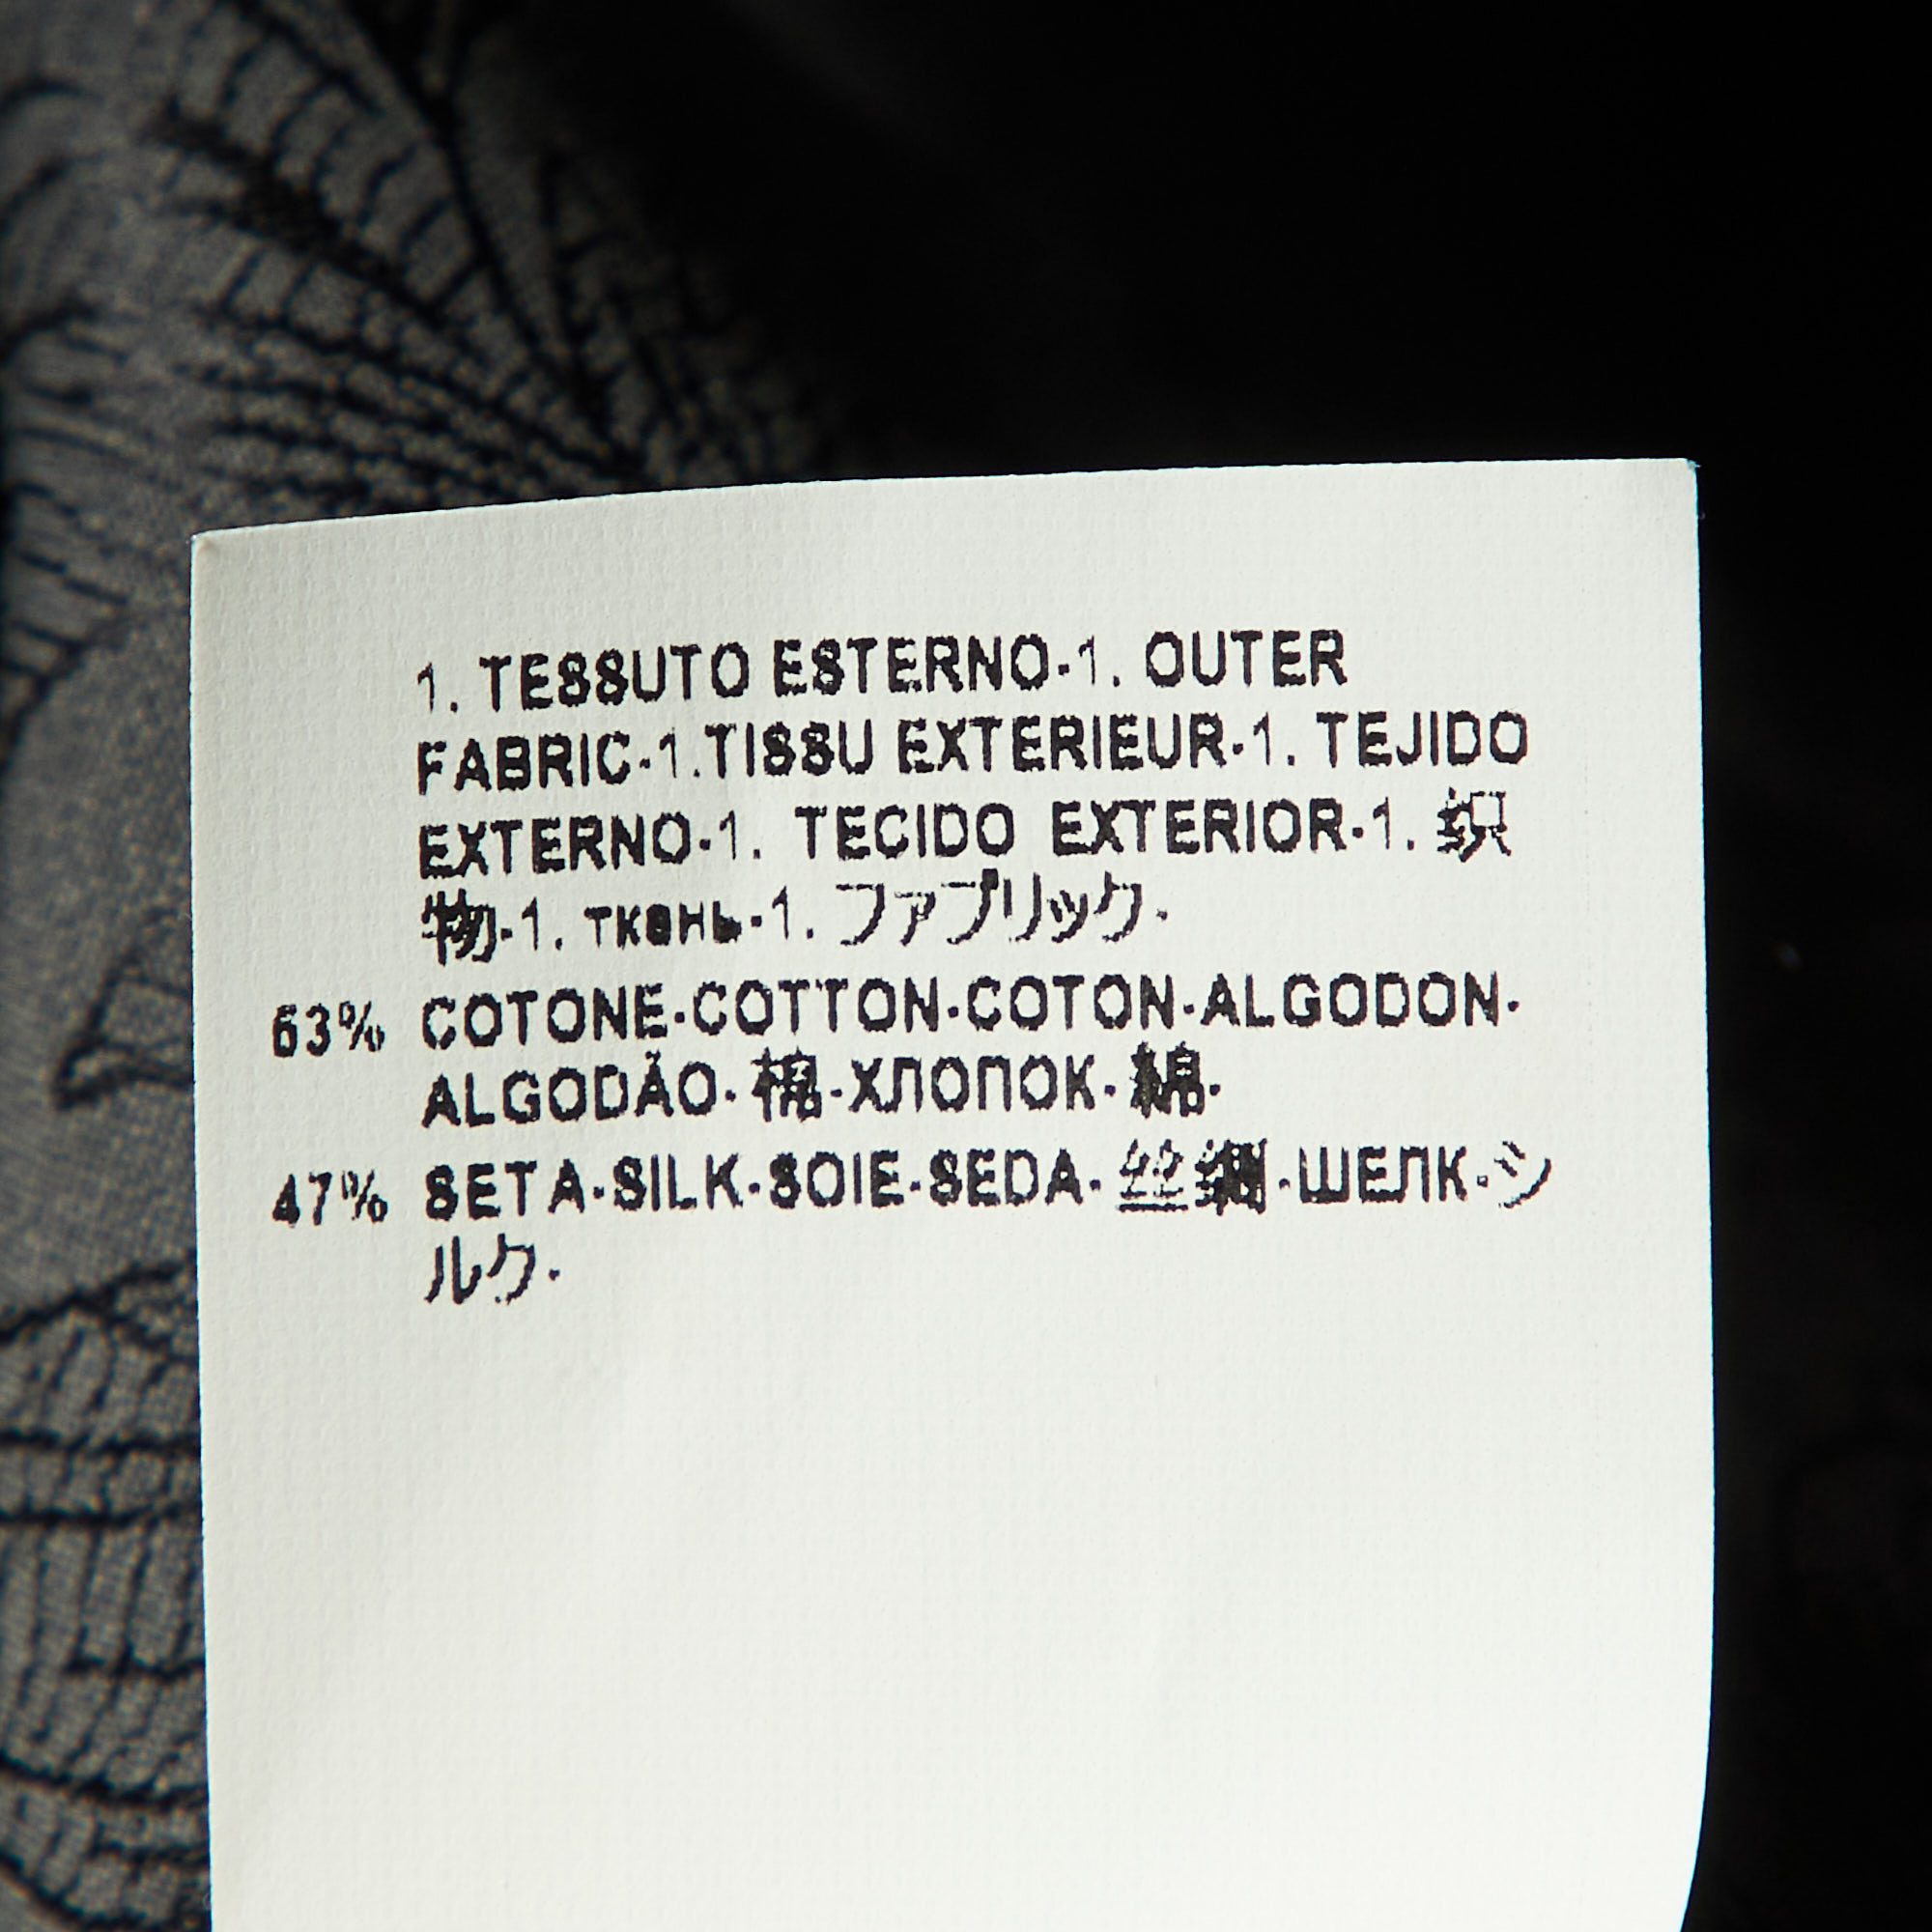 1. TESSUTO ESTERNO-1. OUTER
FABRIC-1.TISSU EXTERIEUR-1. TEJIDO
EXTERNO-1. TECIDO EXTERIOR-1. 织
物-1. ткань-1. ファブリック-
53% COTONE-COTTON-COTON-ALGODON-
ALGODÃO- 棉-ХЛОПОК- 綿-
47% SETA-SILK-SOIE-SEDA- 丝绸-ШЕЛК-シ
ルク-